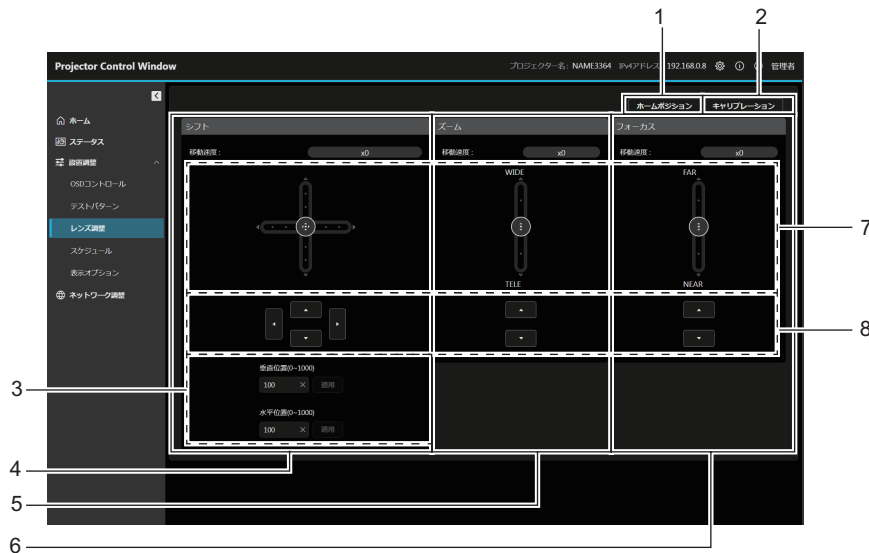 1 2
Projector Control Window プロジェクター名: NAME3364 IPv4アドレス: 192.168.0.8 管理者
ホームポジション キャリブレーション
ホーム
ステータス
設置調整
OSDコントロール
テストパターン
レンズ調整
スケジュール
表示オプション
ネットワーク調整
シフト ズーム フォーカス
移動速度: x0 移動速度: x0 移動速度: x0
WIDE FAR
7
TELE NEAR
8
垂直位置(0~1000)
100 × 適用
3
水平位置(0~1000)
100 × 適用
4
5
6